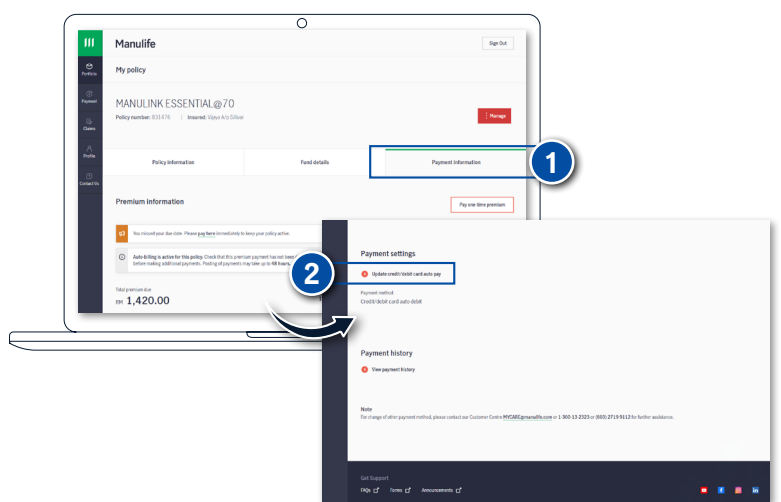 Manulife
Sign Out
Portfolio
My policy
Payment
MANULINK ESSENTIAL@70
Policy number: 831476 | Insured: Vijaya A/p Silivar
Manage
Claims
Profile
Contact Us
Policy Information
Fund details
Payment information
1
Premium information
Pay one time premium
You missed your due date. Please pay here immediately to keep your policy active.
Auto-billing is active for this policy. Check that this premium payment has not been
before making additional payments. Posting of payments may take up to 48 hours.
Total premium due
RM 1,420.00
2
Payment settings
Update credit/debit card auto pay
Payment method
Credit/debit card auto debit
Payment history
View payment history
Note
For change of other payment method, please contact our Customer Centre MYCARE@manulife.com or 1-300-13-2323 or (603) 2719 9112 for further assistance.
Get Support
FAQs Forms Announcements